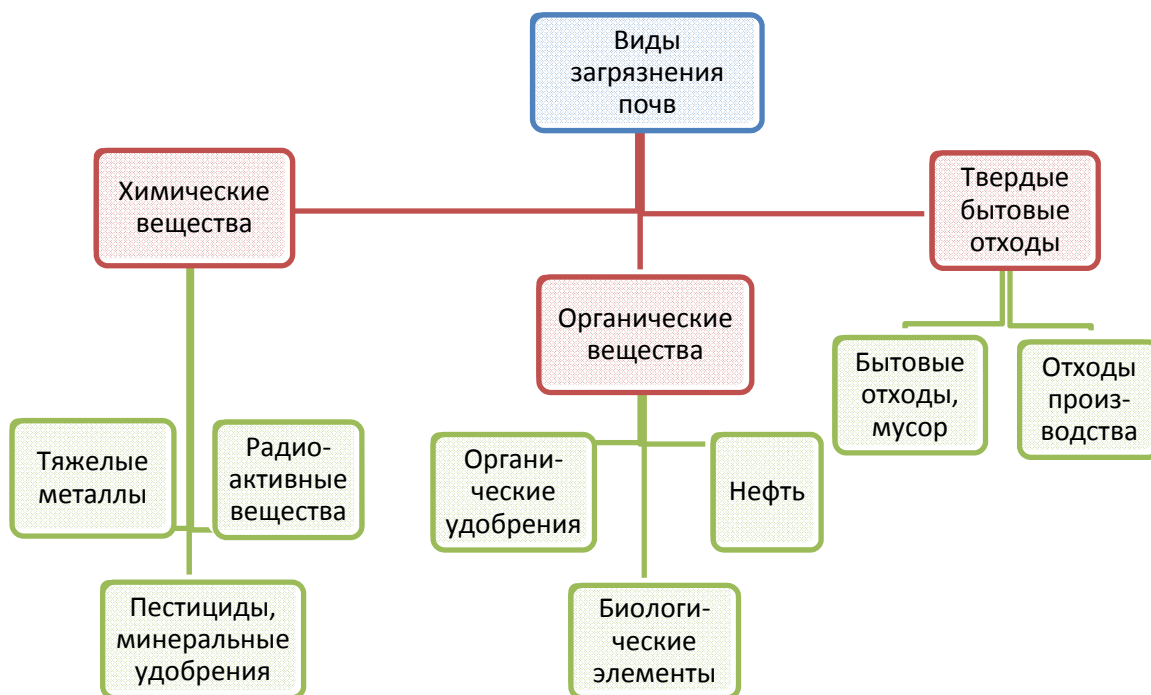 Виды
загрязнения
почв
Химические
вещества
Твердые
бытовые
отходы
Органические
вещества
Бытовые
отходы,
мусор
Отходы
произ-
водства
Тяжелые
металлы
Радио-
активные
вещества
Органи-
ческие
удобрения
Нефть
Пестициды,
минеральные
удобрения
Биологи-
ческие
элементы